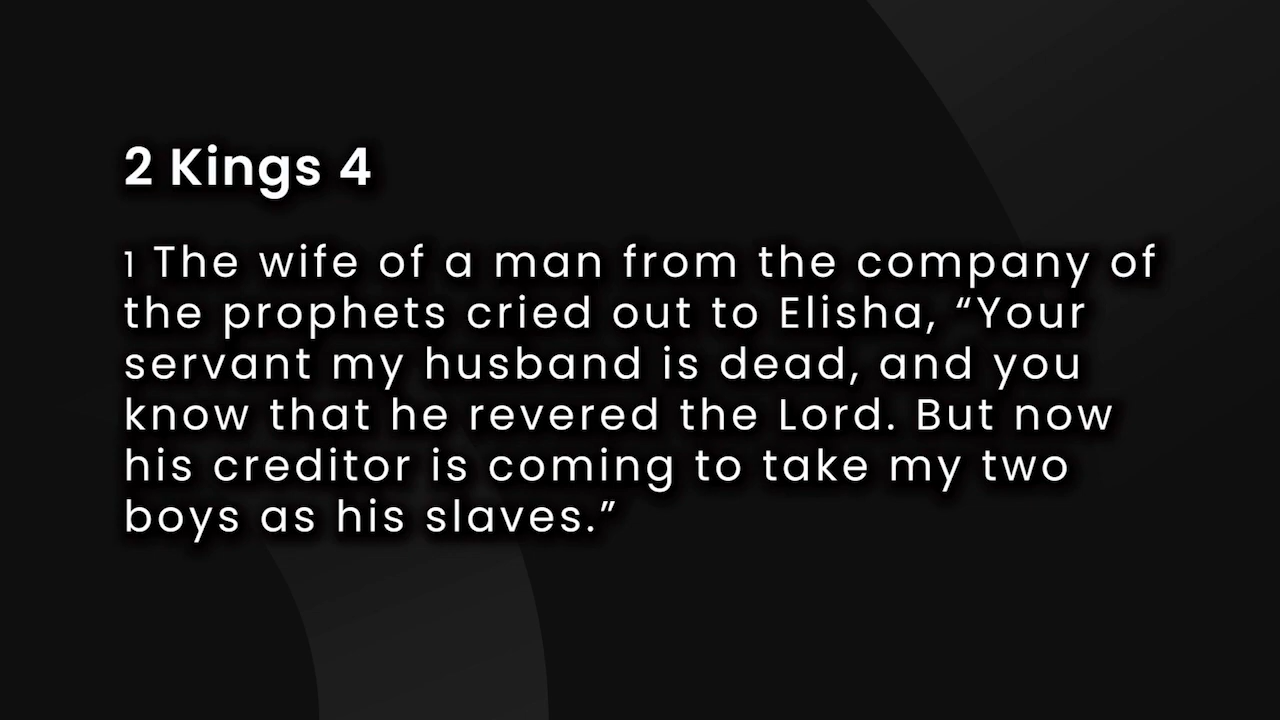 2 Kings 4
1 The wife of a man from the company of
the prophets cried out to Elisha, “Your
servant my husband is dead, and you
know that he revered the Lord. But now
his creditor is coming to take my two
boys as his slaves.”